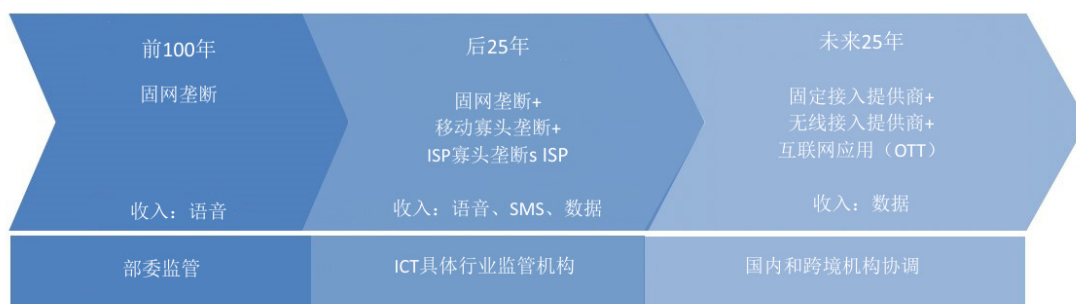 前100年
固网垄断
收入：语音
部委监管
后25年
固网垄断+
移动寡头垄断+
ISP寡头垄断s ISP
收入：语音、SMS、数据
ICT具体行业监管机构
未来25年
固定接入提供商+
无线接入提供商+
互联网应用（OTT）
收入：数据
国内和跨境机构协调